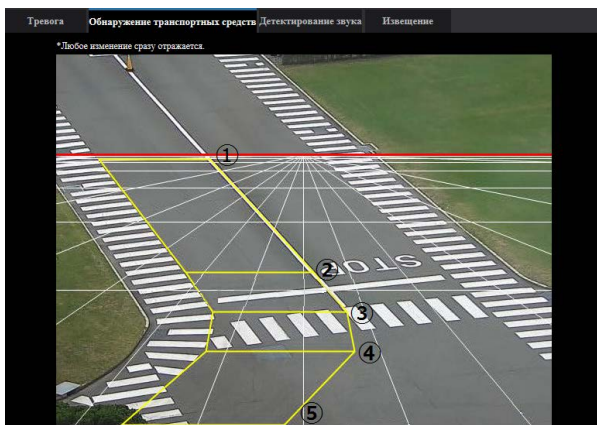 Тревога
Обнаружение транспортных средств
Детектирование звука
Извещение
*Любое изменение сразу отражается.
①
②
STOP
③
④
⑤